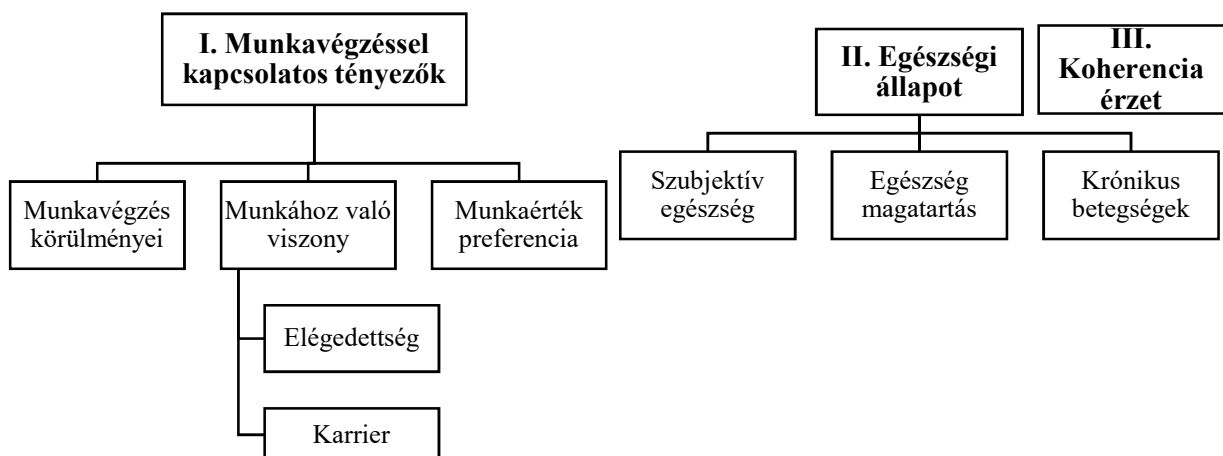 I. Munkavégzéssel
kapcsolatos tényezők
II. Egészségi
állapot
III.
Koherencia
érzet
Munkavégzés
körülményei
Munkához való
viszony
Munkaérték
preferencia
Szubjektív
egészség
Egészség
magatartás
Krónikus
betegségek
Elégedettség
Karrier